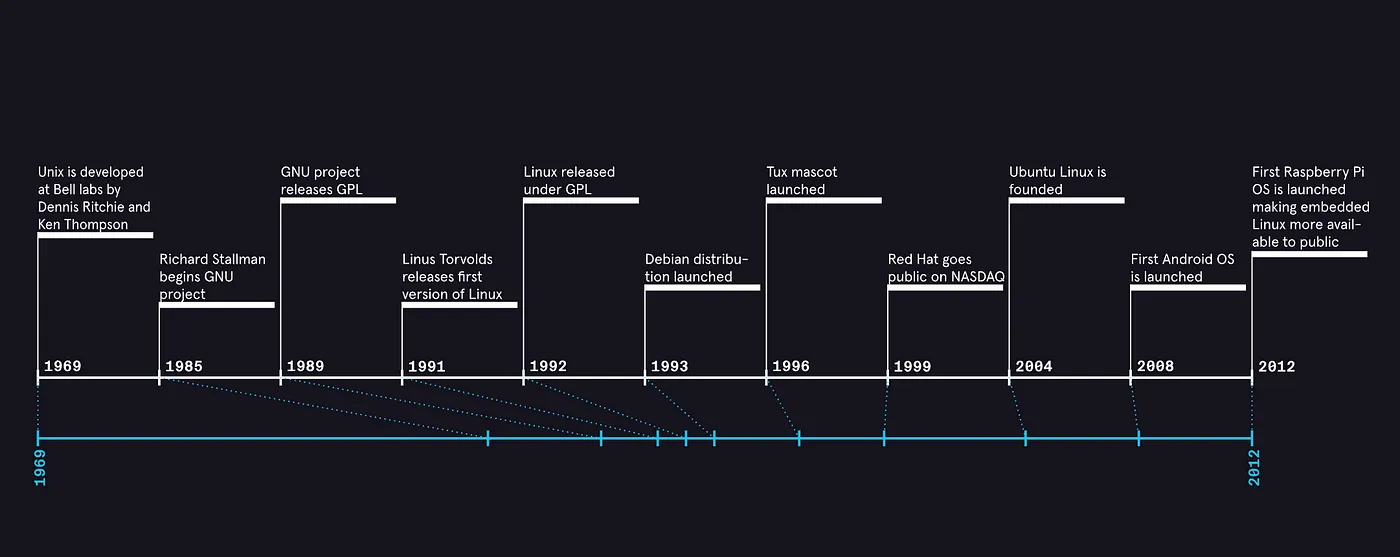 Unix is developed
at Bell labs by
Dennis Ritchie and
Ken Thompson
Richard Stallman
begins GNU
project
GNU project
releases GPL
Linus Torvolds
releases first
version of Linux
Linux released
under GPL
Debian distribu-
tion launched
Tux mascot
launched
Red Hat goes
public on NASDAQ
Ubuntu Linux is
founded
First Android OS
is launched
First Raspberry Pi
OS is launched
making embedded
Linux more avail-
able to public
1969
1985
1989
1991
1992
1993
1996
1999
2004
2008
2012
1969
2012